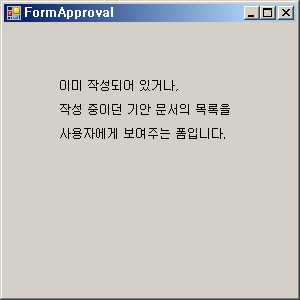 FormApproval
이미 작성되어 있거나,
작성 중이던 기안 문서의 목록을
사용자에게 보여주는 폼입니다.